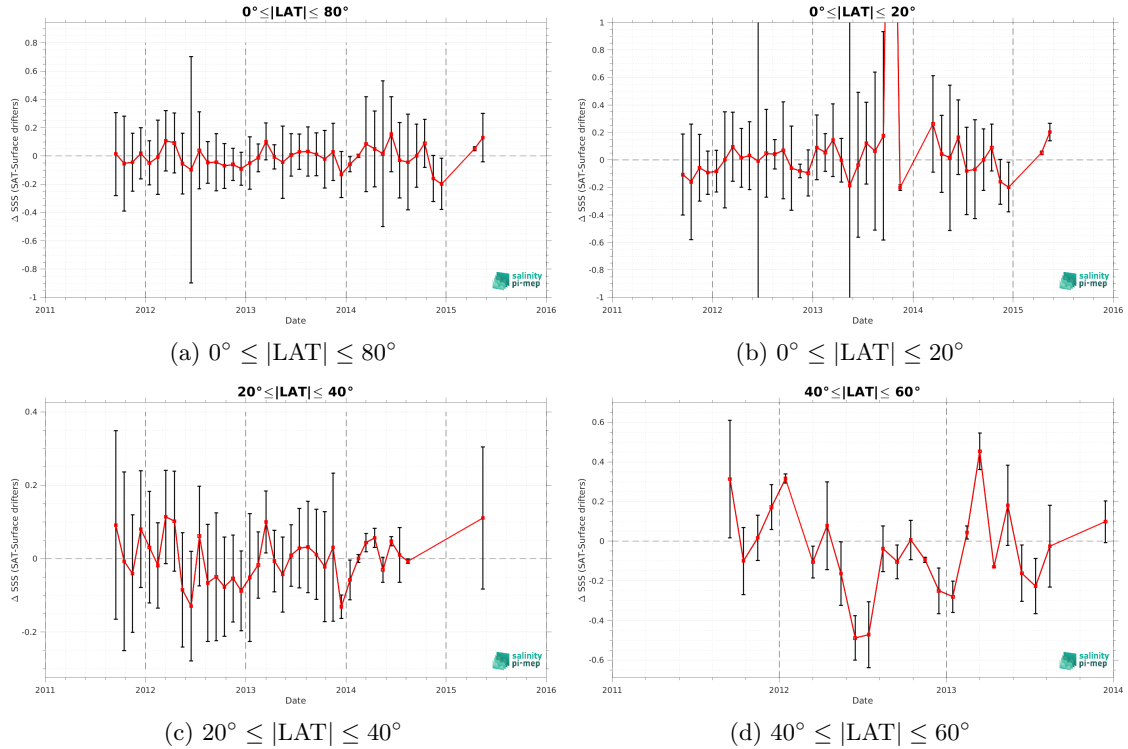 0°≤|LAT|≤ 80°
Δ SSS (SAT-Surface drifters)
0.8
0.6
0.4
0.2
0
-0.2
-0.4
-0.6
-0.8
-1
2011
2012
2013
2014
2015
2016
Date
salinity
pi-mep
(a) 0° ≤ |LAT| ≤ 80°
0°≤|LAT|≤ 20°
Δ SSS (SAT-Surface drifters)
1
0.8
0.6
0.4
0.2
0
-0.2
-0.4
-0.6
-0.8
-1
2011
2012
2013
2014
2015
2016
Date
salinity
pi-mep
(b) 0° ≤ |LAT| ≤ 20°
20°≤|LAT|≤ 40°
Δ SSS (SAT-Surface drifters)
0.4
0.2
0
-0.2
2011
2012
2013
2014
2015
2016
Date
salinity
pi-mep
(c) 20° ≤ |LAT| ≤ 40°
40°≤|LAT|≤ 60°
Δ SSS (SAT-Surface drifters)
0.6
0.4
0.2
0
-0.2
-0.4
-0.6
2011
2012
2013
2014
Date
salinity
pi-mep
(d) 40° ≤ |LAT| ≤ 60°